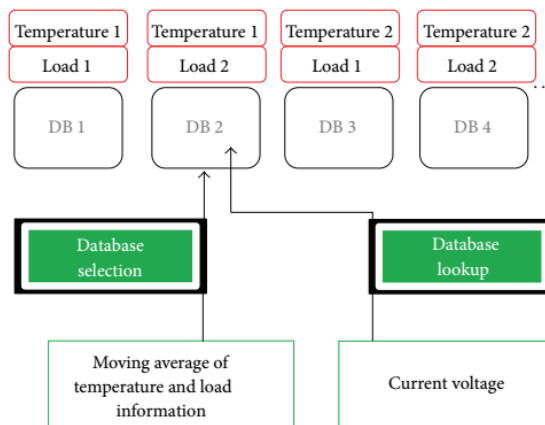 Temperature 1
Temperature 1
Temperature 2
Temperature 2
Load 1
Load 2
Load 1
Load 2
...
DB 1
DB 2
DB 3
DB 4
Database
selection
Database
lookup
Moving average of
temperature and load
information
Current voltage